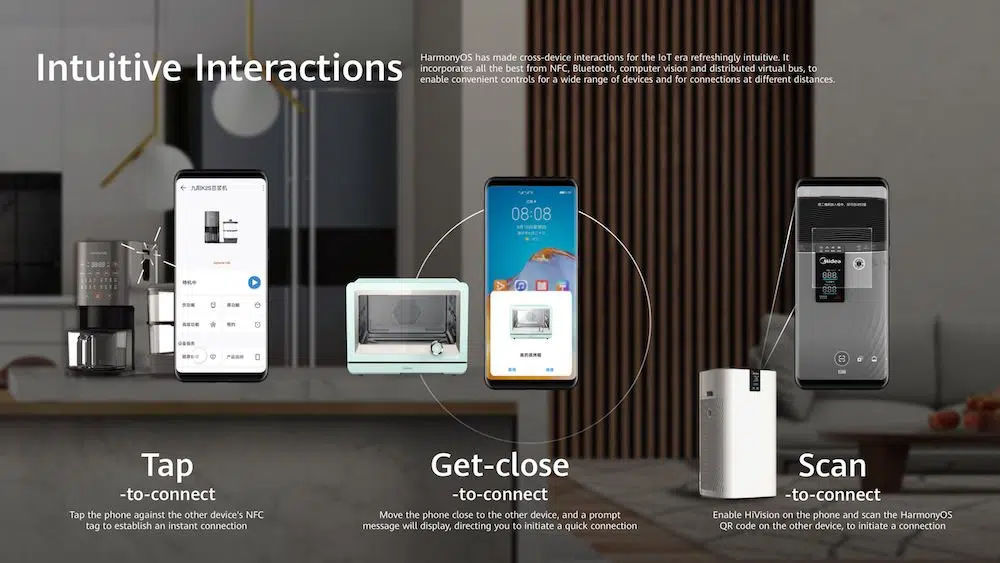 Intuitive Interactions
HarmonyOS has made cross-device interactions for the IoT era refreshingly intuitive. It
incorporates all the best from NFC, Bluetooth, computer vision and distributed virtual bus, to
enable convenient controls for a wide range of devices and for connections at different distances.
08:08
Midea
Tap
-to-connect
Tap the phone against the other device's NFC
tag to establish an instant connection
Get-close
-to-connect
Move the phone close to the other device, and a prompt
message will display, directing you to initiate a quick connection
Scan
-to-connect
Enable HiVision on the phone and scan the HarmonyOS
QR code on the other device, to initiate a connection